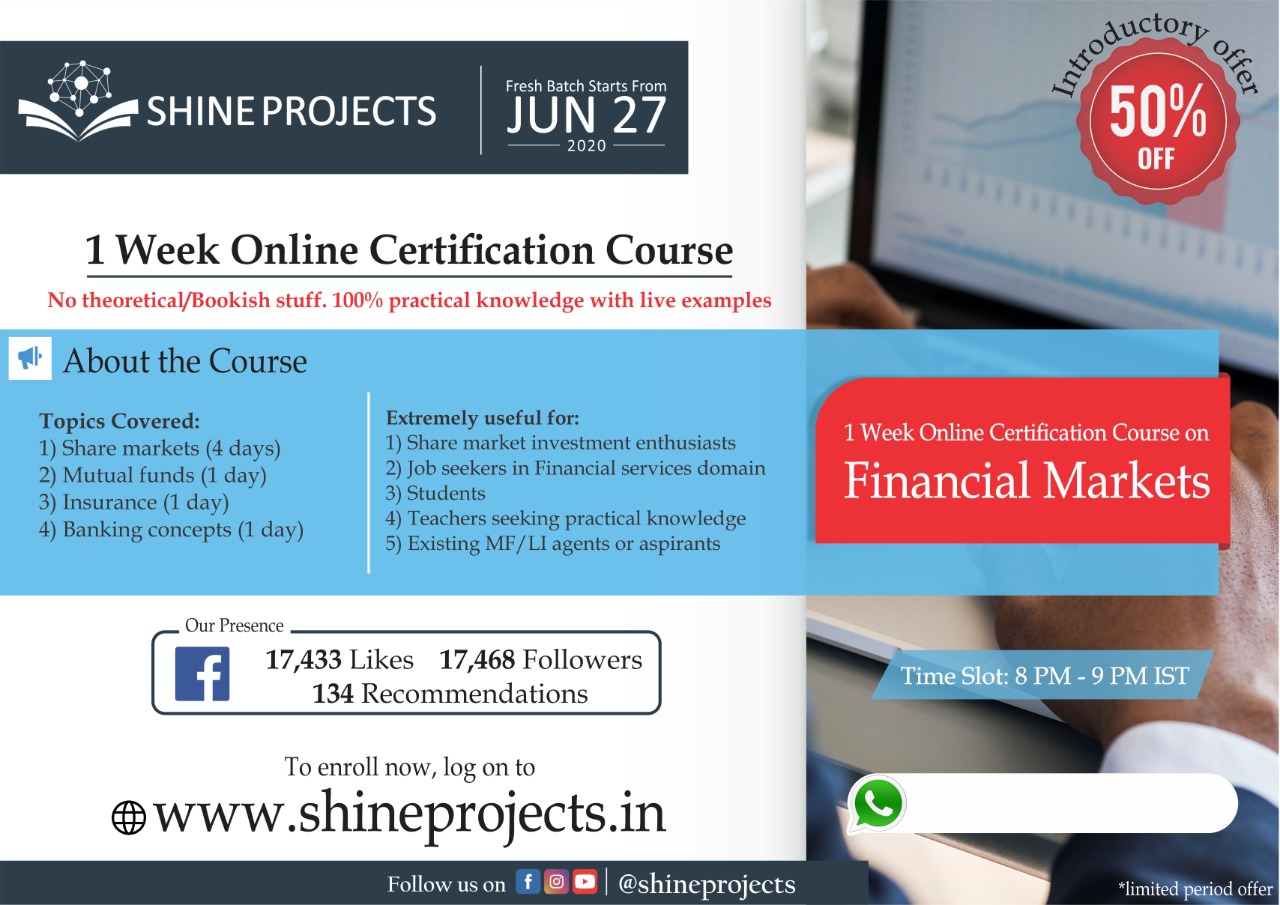 SHINE PROJECTS
Fresh Batch Starts From
JUN 27
2020
Introductory offer
50%
OFF
1 Week Online Certification Course
No theoretical/Bookish stuff. 100% practical knowledge with live examples
About the Course
Topics Covered:
1) Share markets (4 days)
2) Mutual funds (1 day)
3) Insurance (1 day)
4) Banking concepts (1 day)
Extremely useful for:
1) Share market investment enthusiasts
2) Job seekers in Financial services domain
3) Students
4) Teachers seeking practical knowledge
5) Existing MF/LI agents or aspirants
1 Week Online Certification Course on
Financial Markets
Our Presence
17,433 Likes 17,468 Followers
134 Recommendations
Time Slot: 8 PM - 9 PM IST
To enroll now, log on to
www.shineprojects.in
Follow us on
@shineprojects
*limited period offer